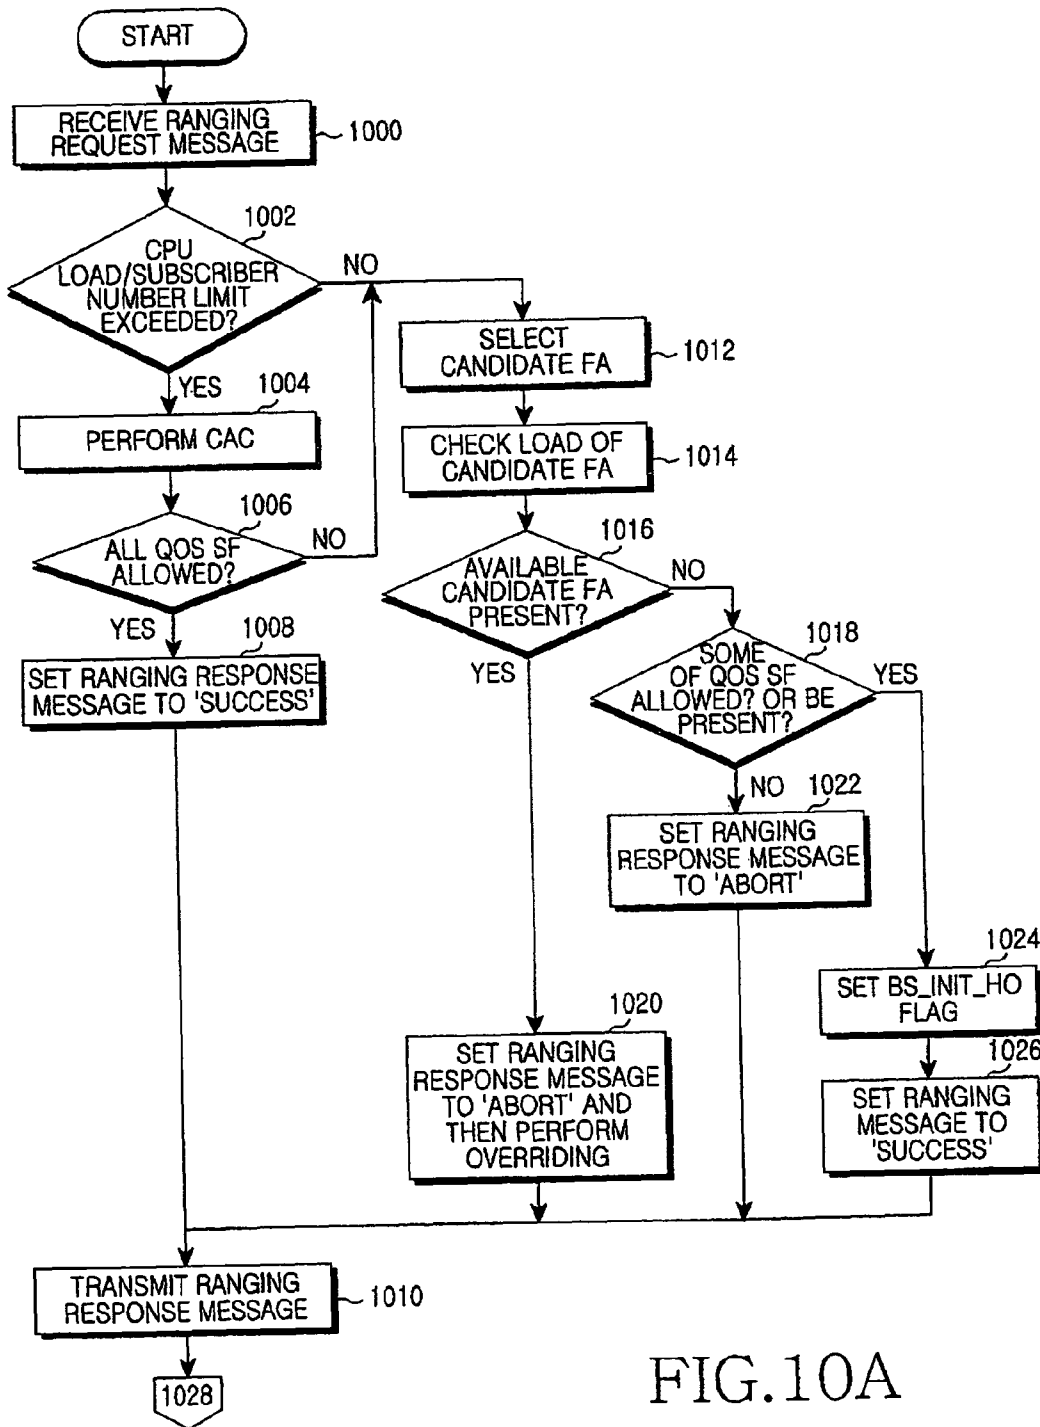 START
RECEIVE RANGING
REQUEST MESSAGE
1000
1002
CPU
LOAD/SUBSCRIBER
NUMBER LIMIT
EXCEEDED?
NO
YES
1004
PERFORM CAC
1006
ALL QOS SF
ALLOWED?
NO
YES
1008
SET RANGING RESPONSE
MESSAGE TO 'SUCCESS'
SELECT
CANDIDATE FA
1012
CHECK LOAD OF
CANDIDATE FA
1014
1016
AVAILABLE
CANDIDATE FA
PRESENT?
NO
YES
1018
SOME
OF QOS SF
ALLOWED? OR BE
PRESENT?
YES
NO
1022
SET RANGING
RESPONSE MESSAGE
TO 'ABORT'
1024
SET BS_INIT_HO
FLAG
1026
SET RANGING
MESSAGE TO
'SUCCESS'
1020
SET RANGING
RESPONSE MESSAGE
TO 'ABORT' AND
THEN PERFORM
OVERRIDING
TRANSMIT RANGING
RESPONSE MESSAGE
1010
1028
FIG.10A